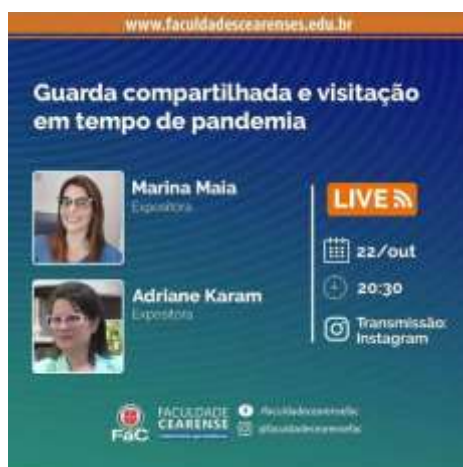 www.faculdadescearenses.edu.br
Guarda compartilhada e visitação
em tempo de pandemia
Marina Maia
Expositora
Adriane Karam
Expositora
LIVE
22/out
20:30
Transmissão:
Instagram
FAC
FACULDADE
CEARENSE